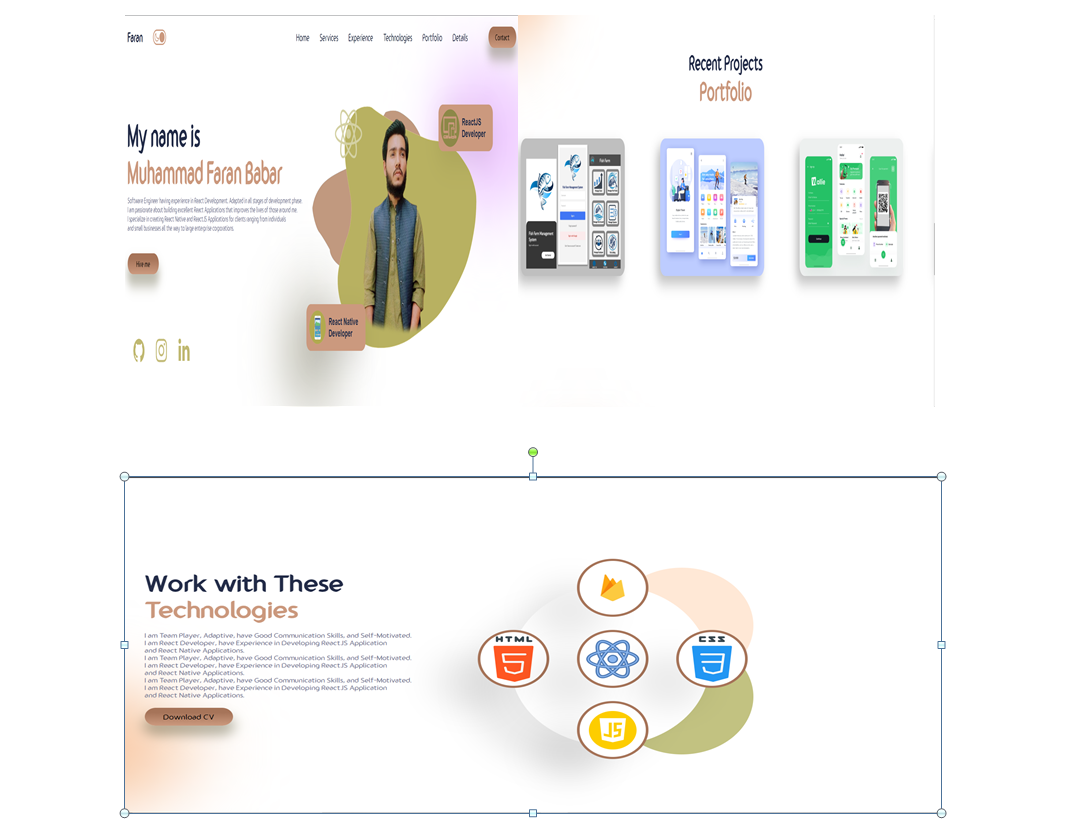 Faran
Home Services Experience Technologies Portfolio Details Contact
My name is
Muhammad Faran Babar
Software Engineer having experience in React Development, Adapted in all stages of development phase.
I am passionate about building excellent React Applications that improves the lives of those around me.
I specialize in creating React Native and ReactJS Applications for clients ranging from individuals
and small businesses all the way to large enterprise corporations.
Hire me
ReactJS
Developer
React Native
Developer
in
Recent Projects
Portfolio
Fish Farm Management
System
Fish Farm
Work with These
Technologies
I am Team Player, Adaptive, have Good Communication Skills, and Self-Motivated.
I am React Developer, have Experience in Developing ReactJS Application
and React Native Applications.
I am Team Player, Adaptive, have Good Communication Skills, and Self-Motivated.
I am React Developer, have Experience in Developing ReactJS Application
and React Native Applications.
I am Team Player, Adaptive, have Good Communication Skills, and Self-Motivated.
I am React Developer, have Experience in Developing ReactJS Application
and React Native Applications.
Download CV
HTML
5
CSS
3
JS